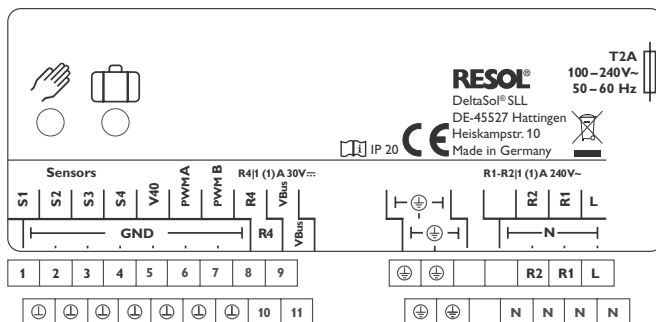 T2A
100–240V~
50–60 Hz
RESOL®
DeltaSol® SLL
DE-45527 Hattingen
Heiskampstr. 10
Made in Germany
i IP 20 CE
Sensors R4|1 (1) A 30V⎓ R1-R2|1 (1) A 240V~
S1 S2 S3 S4 V40 PWM A PWM B R4 VBus R2 R1 L
GND R4 VBus N
1 2 3 4 5 6 7 8 9 R2 R1 L
10 11 N N N N